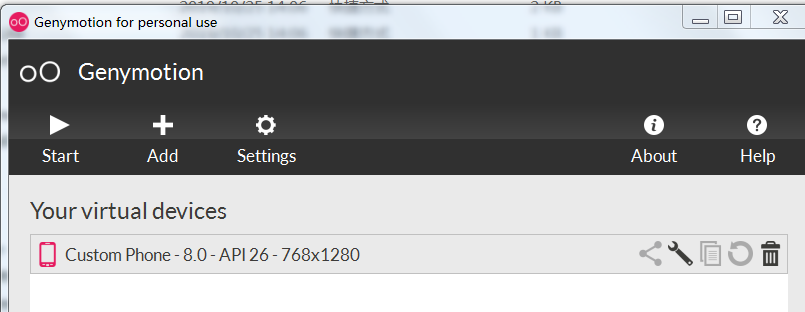 Genymotion for personal use
Genymotion
Start
Add
Settings
About
Help
Your virtual devices
Custom Phone - 8.0 - API 26 - 768x1280